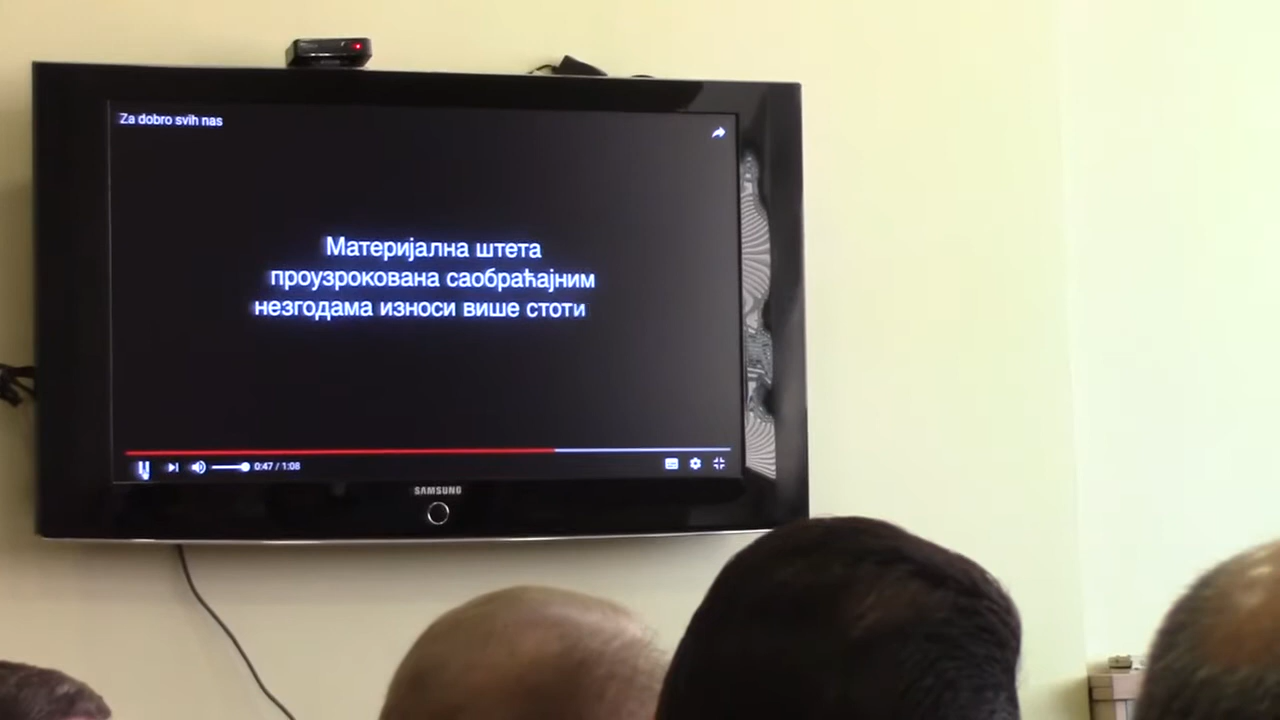 Za dobro svih nas
Материјална штета
проузрокована саобраћајним
незгодама износи више стоти
0:47 / 1:08
SAMSUNG